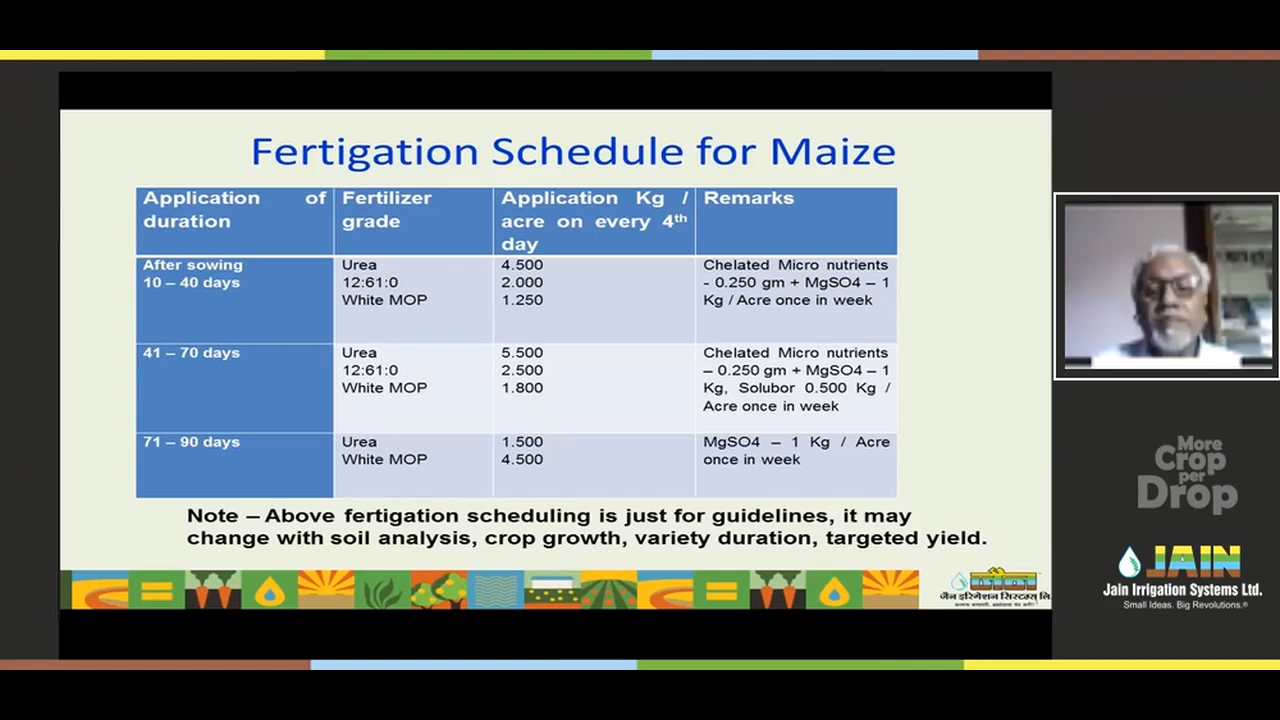 Fertigation Schedule for Maize
Application of
duration
Fertilizer
grade
Application Kg /
acre on every 4th
day
Remarks
After sowing
10 – 40 days
Urea
12:61:0
White MOP
4.500
2.000
1.250
Chelated Micro nutrients
- 0.250 gm + MgSO4 – 1
Kg / Acre once in week
41 – 70 days
Urea
12:61:0
White MOP
5.500
2.500
1.800
Chelated Micro nutrients
– 0.250 gm + MgSO4 – 1
Kg, Solubor 0.500 Kg /
Acre once in week
71 – 90 days
Urea
White MOP
1.500
4.500
MgSO4 – 1 Kg / Acre
once in week
Note – Above fertigation scheduling is just for guidelines, it may
change with soil analysis, crop growth, variety duration, targeted yield.
जैन इरिगेशन सिस्टम्स लि.
More
Crop
per
Drop
JAIN
Jain Irrigation Systems Ltd.
Small Ideas. Big Revolutions.®